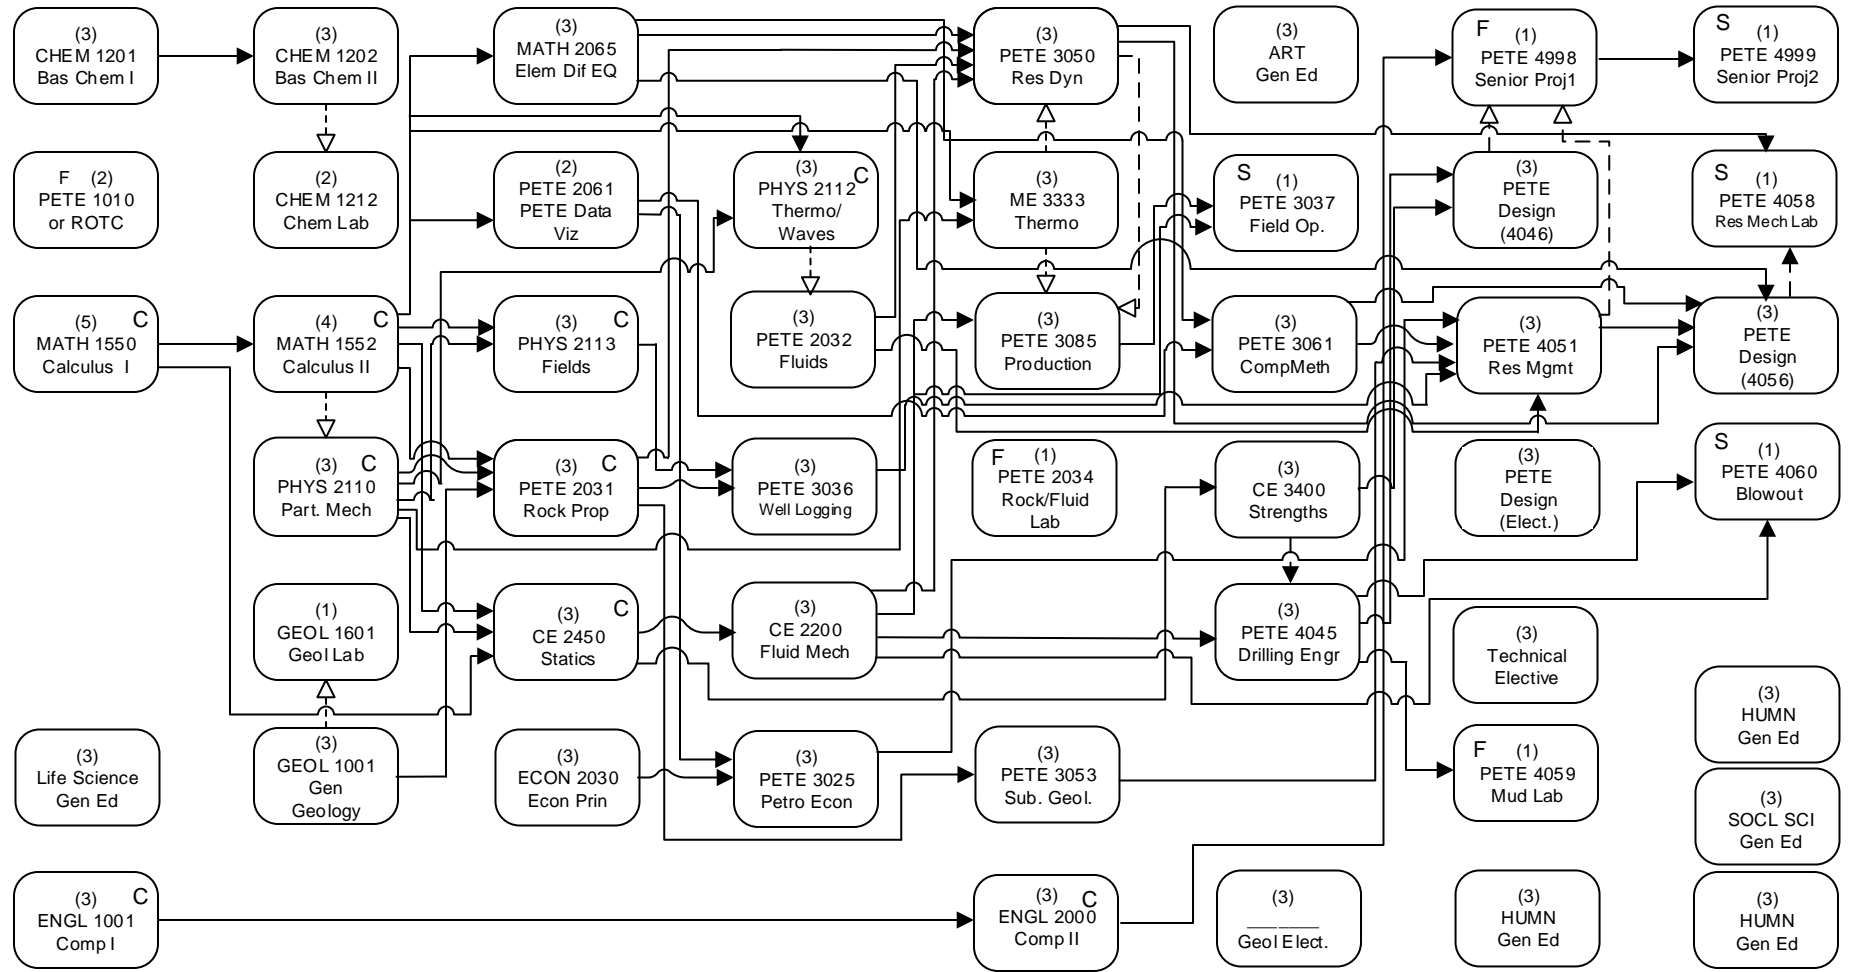 (3)
CHEM 1201
Bas Chem I
F (2)
PETE 1010
or ROTC
(5) C
MATH 1550
Calculus I
(3)
Life Science
Gen Ed
(3) C
ENGL 1001
Comp I
(3)
CHEM 1202
Bas Chem II
(2)
CHEM 1212
Chem Lab
(4) C
MATH 1552
Calculus II
(3) C
PHYS 2110
Part. Mech
(1)
GEOL 1601
Geol Lab
(3)
GEOL 1001
Gen
Geology
(3)
MATH 2065
Elem Dif EQ
(2)
PETE 2061
PETE Data
Viz
(3) C
PHYS 2113
Fields
(3) C
PETE 2031
Rock Prop
(3) C
CE 2450
Statics
(3)
ECON 2030
Econ Prin
(3) C
PHYS 2112
Thermo/
Waves
(3)
PETE 2032
Fluids
(3)
PETE 3036
Well Logging
(3)
CE 2200
Fluid Mech
(3)
PETE 3025
Petro Econ
(3)
PETE 3050
Res Dyn
(3)
ME 3333
Thermo
(3)
PETE 3085
Production
F (1)
PETE 2034
Rock/Fluid
Lab
(3)
PETE 3053
Sub. Geol.
(3) C
ENGL 2000
Comp II
(3)
ART
Gen Ed
S (1)
PETE 3037
Field Op.
(3)
PETE 3061
CompMeth
(3)
CE 3400
Strengths
(3)
PETE 4045
Drilling Engr
(3)
______
Geol Elect.
F (1)
PETE 4998
Senior Proj1
(3)
PETE
Design
(4046)
(3)
PETE 4051
Res Mgmt
(3)
PETE
Design
(Elect.)
(3)
Technical
Elective
F (1)
PETE 4059
Mud Lab
(3)
HUMN
Gen Ed
S (1)
PETE 4999
Senior Proj2
S (1)
PETE 4058
Res Mech Lab
(3)
PETE
Design
(4056)
S (1)
PETE 4060
Blowout
(3)
HUMN
Gen Ed
(3)
SOCL SCI
Gen Ed
(3)
HUMN
Gen Ed